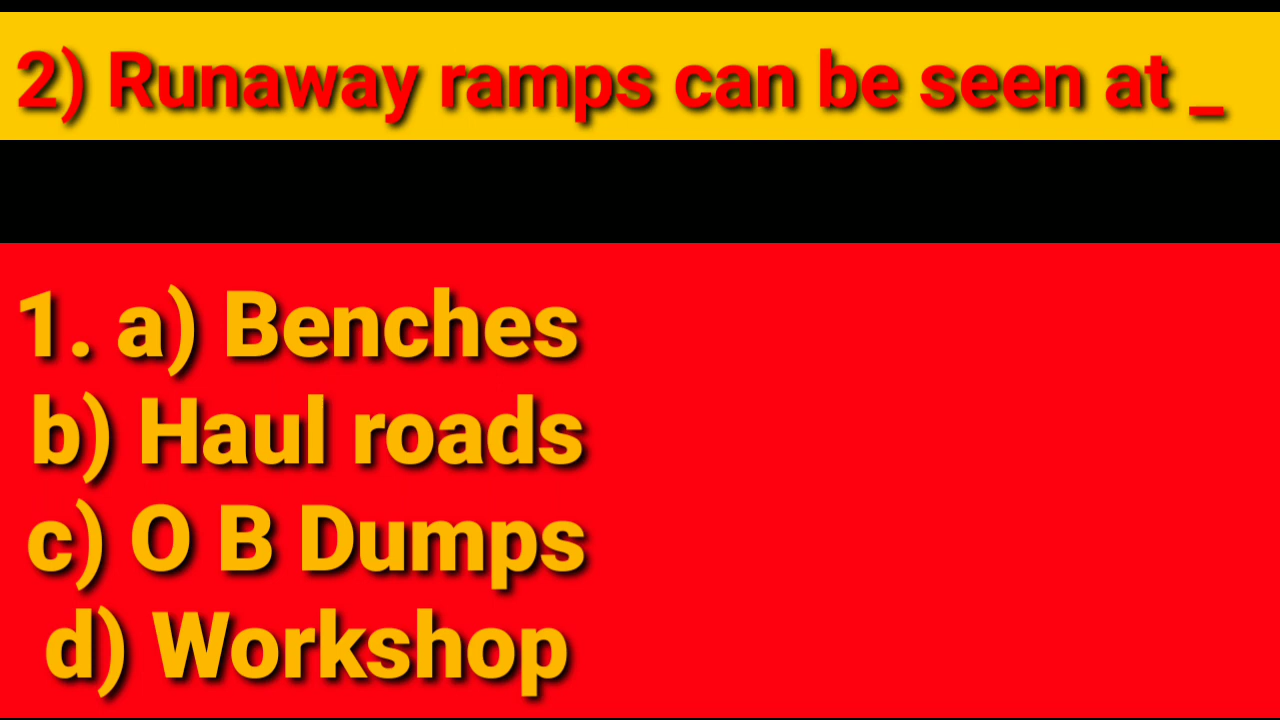 2) Runaway ramps can be seen at _
1. a) Benches
b) Haul roads
c) O B Dumps
d) Workshop